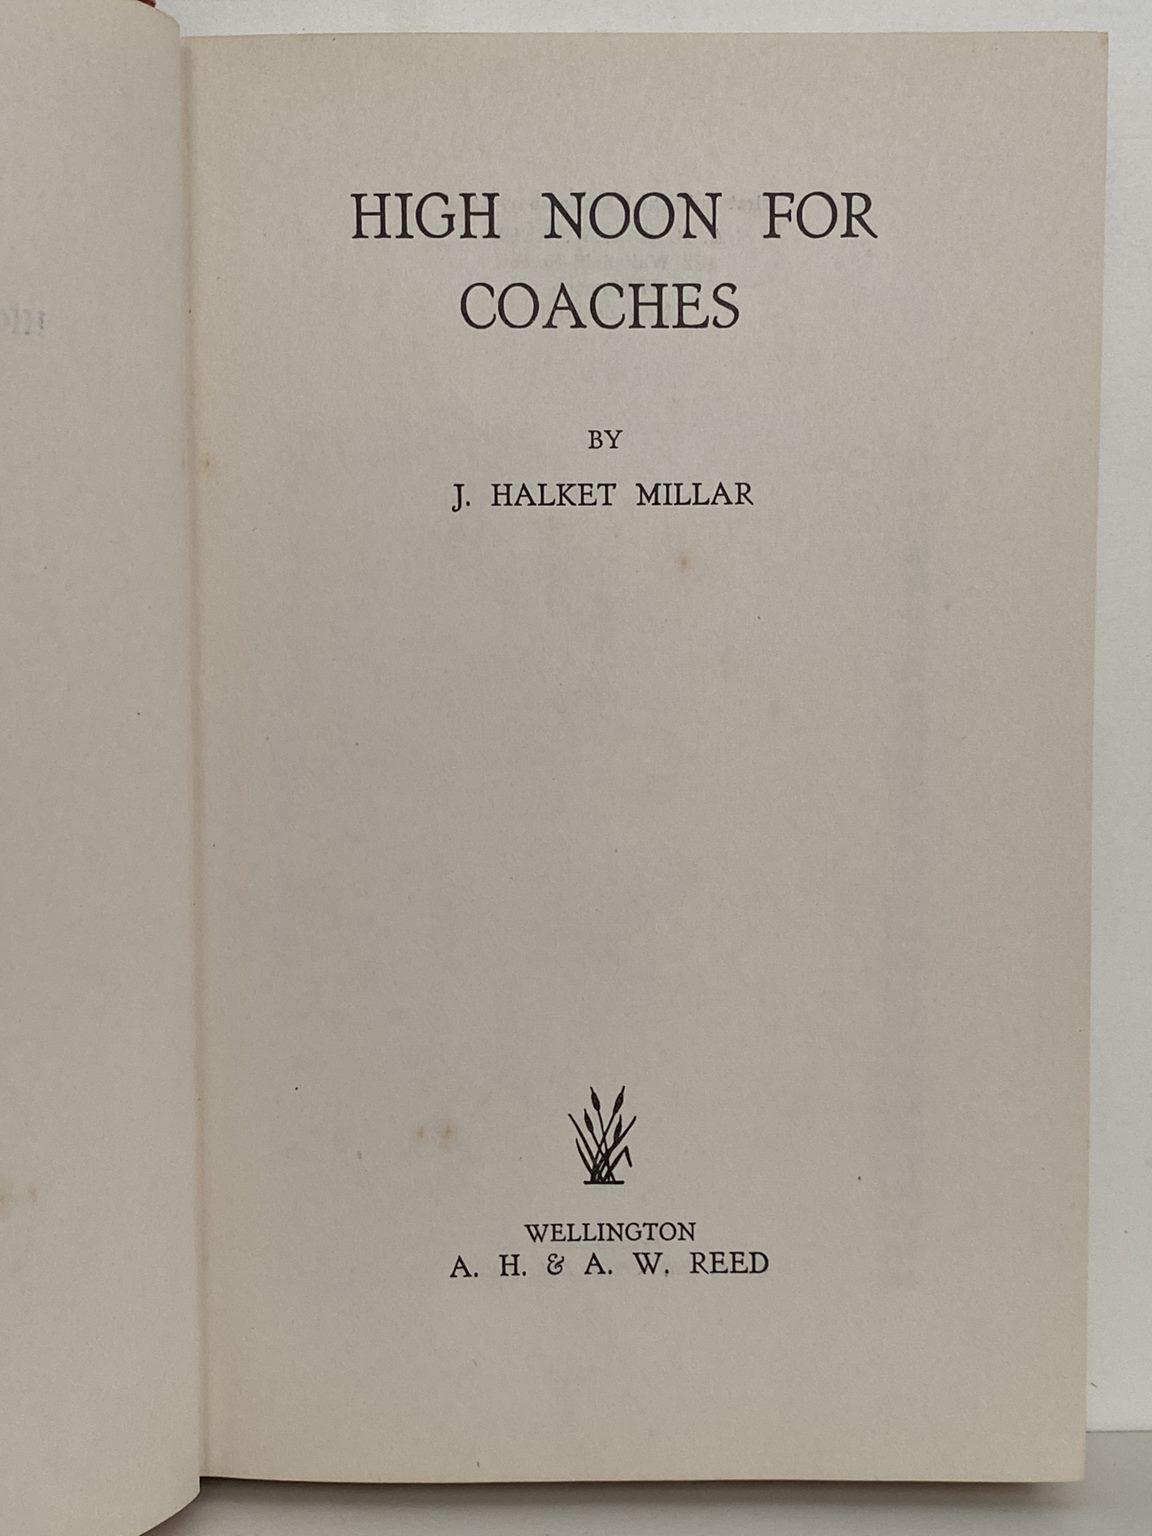 HIGH NOON FOR
COACHES
BY
J. HALKET MILLAR
WELLINGTON
A. H. & A. W. REED